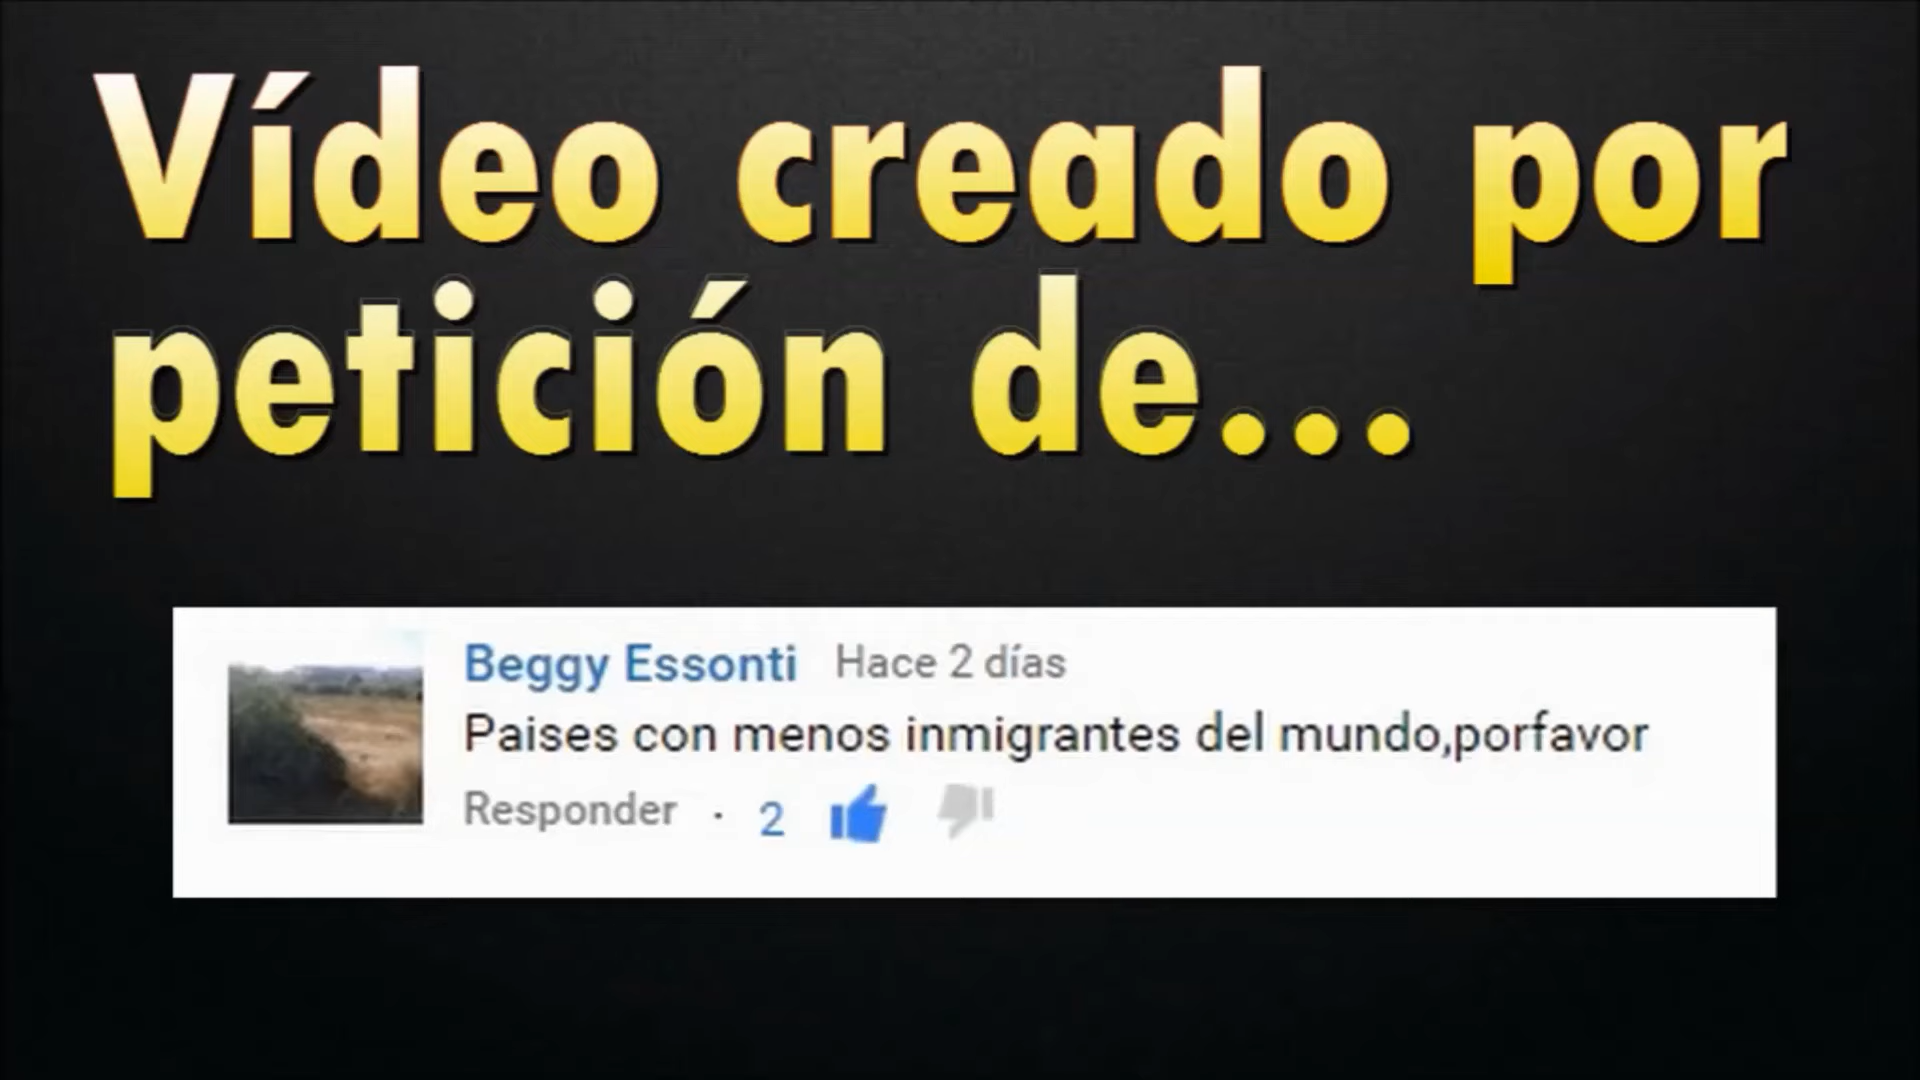 Vídeo creado por
petición de...
Beggy Essonti Hace 2 días
Paises con menos inmigrantes del mundo,porfavor
Responder · 2